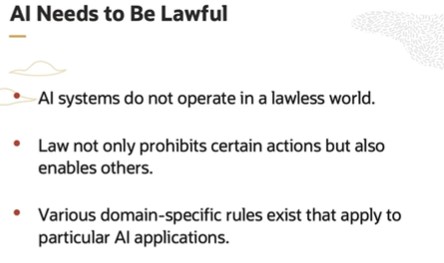 AI Needs to Be Lawful
AI systems do not operate in a lawless world.
Law not only prohibits certain actions but also
enables others.
Various domain-specific rules exist that apply to
particular AI applications.